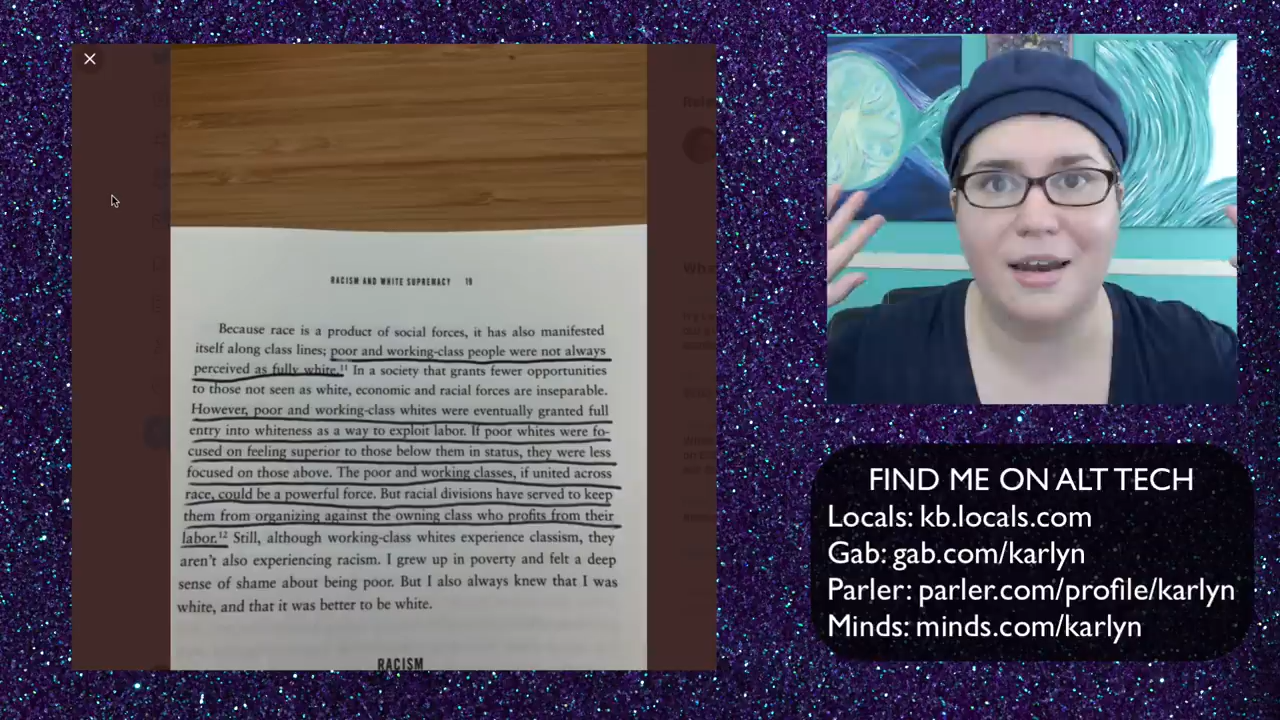 RACISM AND WHITE SUPREMACY 19
Because race is a product of social forces, it has also manifested
itself along class lines; poor and working-class people were not always
perceived as fully white.11 In a society that grants fewer opportunities
to those not seen as white, economic and racial forces are inseparable.
However, poor and working-class whites were eventually granted full
entry into whiteness as a way to exploit labor. If poor whites were fo-
cused on feeling superior to those below them in status, they were less
focused on those above. The poor and working classes, if united across
race, could be a powerful force. But racial divisions have served to keep
them from organizing against the owning class who profits from their
labor.12 Still, although working-class whites experience classism, they
aren't also experiencing racism. I grew up in poverty and felt a deep
sense of shame about being poor. But I also always knew that I was
white, and that it was better to be white.
RACISM
FIND ME ON ALT TECH
Locals: kb.locals.com
Gab: gab.com/karlyn
Parler: parler.com/profile/karlyn
Minds: minds.com/karlyn